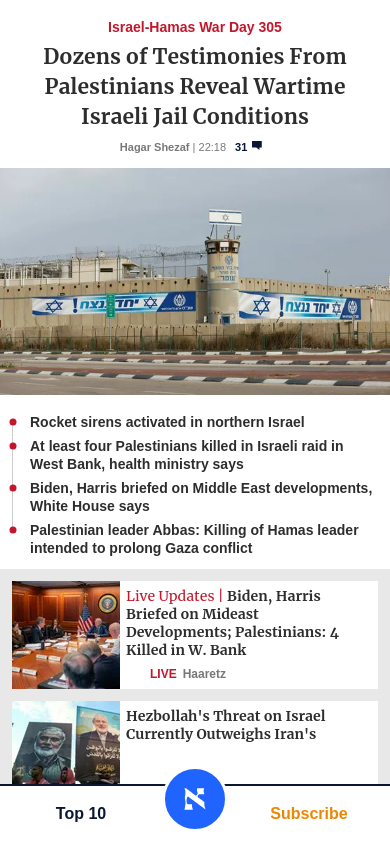 Israel-Hamas War Day 305
Dozens of Testimonies From
Palestinians Reveal Wartime
Israeli Jail Conditions
Hagar Shezaf | 22:18 31
יחד ננצח!
יחד ננצח!
Rocket sirens activated in northern Israel
At least four Palestinians killed in Israeli raid in
West Bank, health ministry says
Biden, Harris briefed on Middle East developments,
White House says
Palestinian leader Abbas: Killing of Hamas leader
intended to prolong Gaza conflict
Live Updates | Biden, Harris
Briefed on Mideast
Developments; Palestinians: 4
Killed in W. Bank
LIVE Haaretz
Hezbollah's Threat on Israel
Currently Outweighs Iran's
Top 10
א
Subscribe